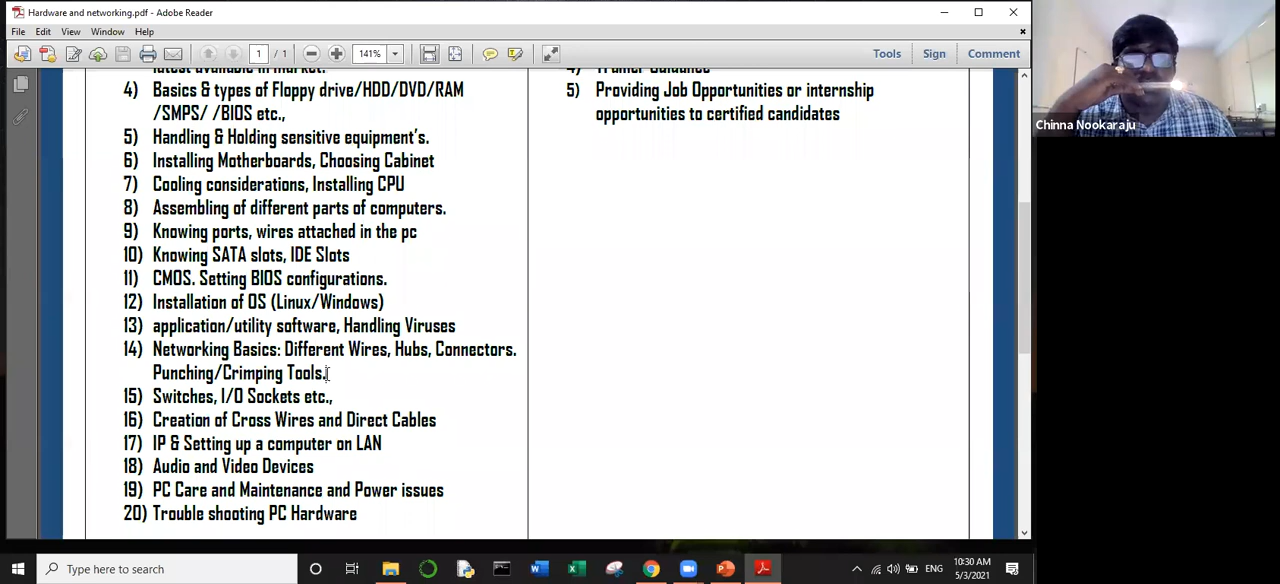 Hardware and networking.pdf - Adobe Reader
File Edit View Window Help
1 / 1 141% Tools Sign Comment
latest available in market.
4) Basics & types of Floppy drive/HDD/DVD/RAM
/SMPS/ /BIOS etc.,
5) Handling & Holding sensitive equipment's.
6) Installing Motherboards, Choosing Cabinet
7) Cooling considerations, Installing CPU
8) Assembling of different parts of computers.
9) Knowing ports, wires attached in the pc
10) Knowing SATA slots, IDE Slots
11) CMOS. Setting BIOS configurations.
12) Installation of OS (Linux/Windows)
13) application/utility software, Handling Viruses
14) Networking Basics: Different Wires, Hubs, Connectors.
Punching/Crimping Tools.
15) Switches, I/O Sockets etc.,
16) Creation of Cross Wires and Direct Cables
17) IP & Setting up a computer on LAN
18) Audio and Video Devices
19) PC Care and Maintenance and Power issues
20) Trouble shooting PC Hardware
4) Trainer Guidance
5) Providing Job Opportunities or internship
opportunities to certified candidates
Chinna Nookaraju
Type here to search
ENG
10:30 AM
5/3/2021